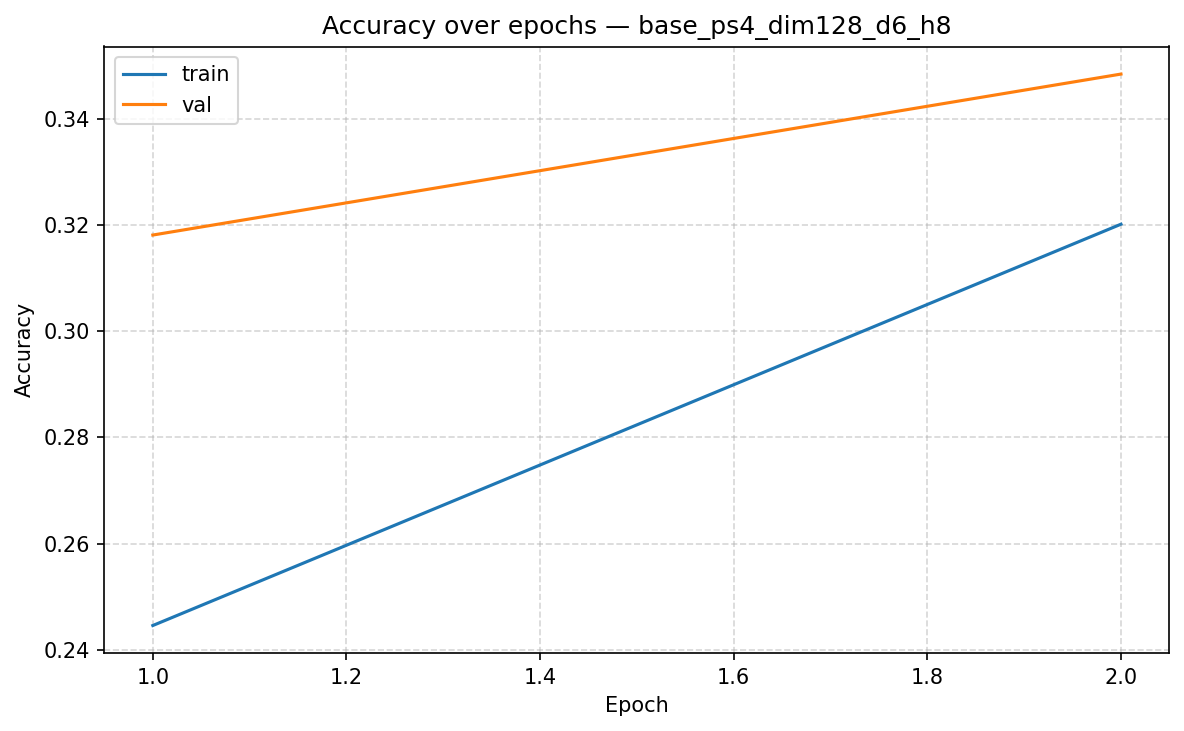 Accuracy over epochs — base_ps4_dim128_d6_h8
train
val
0.34
0.32
0.30
0.28
0.26
0.24
Accuracy
1.0 1.2 1.4 1.6 1.8 2.0
Epoch